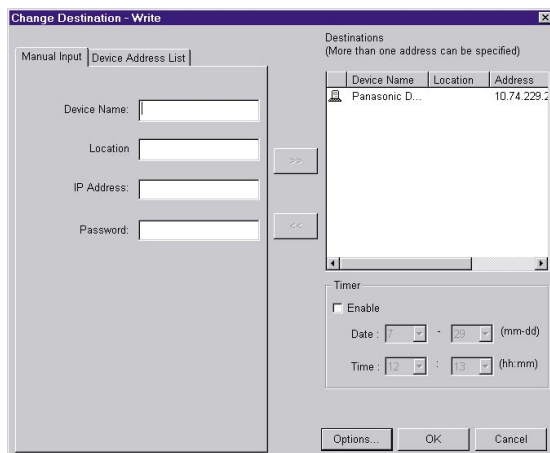 Change Destination - Write
Manual Input
Device Address List
Device Name:
Location
IP Address:
Password:
>>
<<
Destinations
(More than one address can be specified)
Device Name
Location
Address
Panasonic D...
10.74.229.2
Timer
Enable
Date : 7 - 29 (mm-dd)
Time : 12 : 13 (hh:mm)
Options...
OK
Cancel